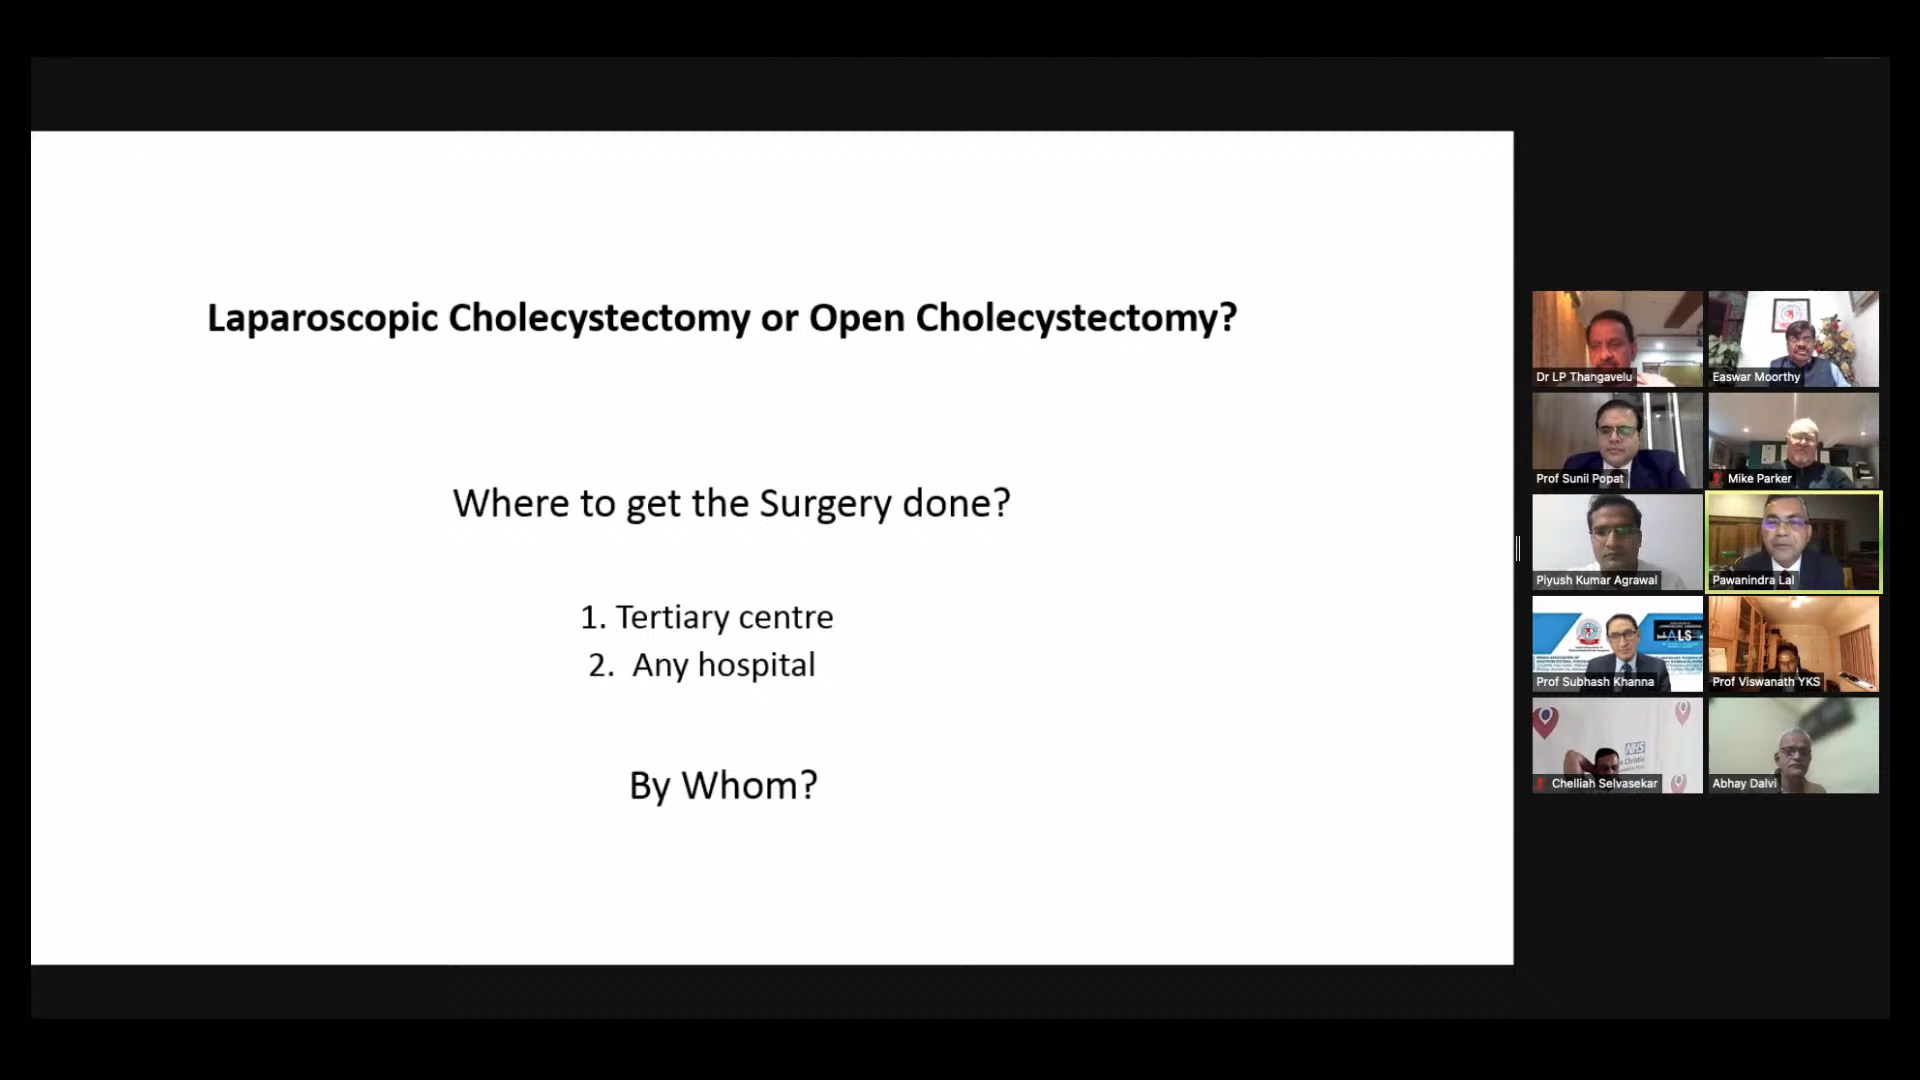 Laparoscopic Cholecystectomy or Open Cholecystectomy?
Where to get the Surgery done?
1. Tertiary centre
2. Any hospital
By Whom?
Dr LP Thangavelu
Easwar Moorthy
Prof Sunil Popat
Mike Parker
Piyush Kumar Agrawal
Pawanindra Lal
Prof Subhash Khanna
Prof Viswanath YKS
NHS
Chelliah Selvasekar
Abhay Dalvi